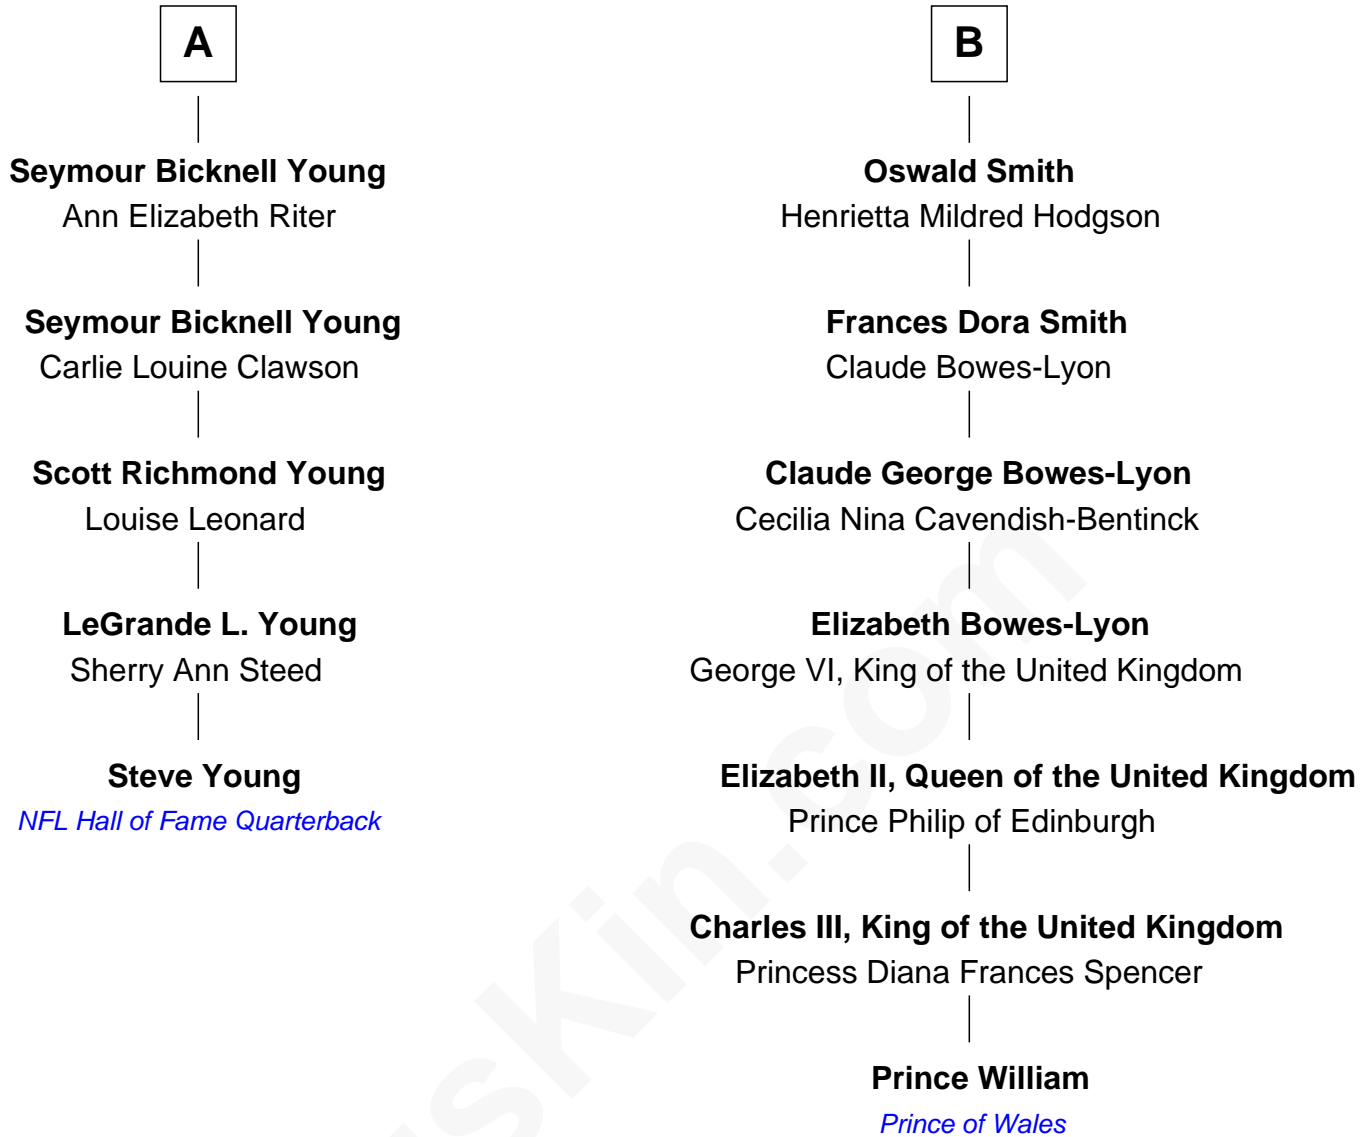 A
Seymour Bicknell Young
Ann Elizabeth Riter
Seymour Bicknell Young
Carlie Louine Clawson
Scott Richmond Young
Louise Leonard
LeGrande L. Young
Sherry Ann Steed
Steve Young
NFL Hall of Fame Quarterback
B
Oswald Smith
Henrietta Mildred Hodgson
Frances Dora Smith
Claude Bowes-Lyon
Claude George Bowes-Lyon
Cecilia Nina Cavendish-Bentinck
Elizabeth Bowes-Lyon
George VI, King of the United Kingdom
Elizabeth II, Queen of the United Kingdom
Prince Philip of Edinburgh
Charles III, King of the United Kingdom
Princess Diana Frances Spencer
Prince William
Prince of Wales